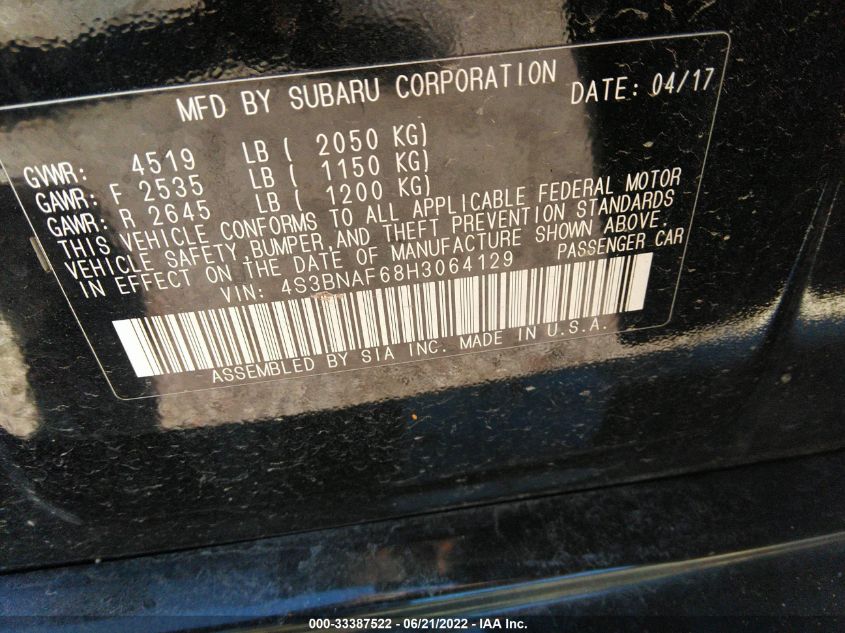 MFD BY SUBARU CORPORATION DATE: 04/17
GVWR: 4519 LB ( 2050 KG)
GAWR: F 2535 LB ( 1150 KG)
GAWR: R 2645 LB ( 1200 KG)
THIS VEHICLE CONFORMS TO ALL APPLICABLE FEDERAL MOTOR
VEHICLE SAFETY, BUMPER, AND THEFT PREVENTION STANDARDS
IN EFFECT ON THE DATE OF MANUFACTURE SHOWN ABOVE.
VIN: 4S3BNAF68H3064129 PASSENGER CAR
ASSEMBLED BY SIA INC. MADE IN U.S.A.
000-33387522 - 06/21/2022 - IAA Inc.